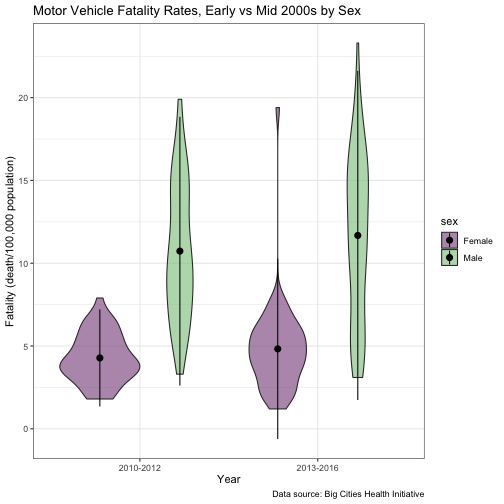 Motor Vehicle Fatality Rates, Early vs Mid 2000s by Sex
Fatality (death/100,000 population)
20
15
10
5
0
2010-2012
2013-2016
Year
sex
Female
Male
Data source: Big Cities Health Initiative